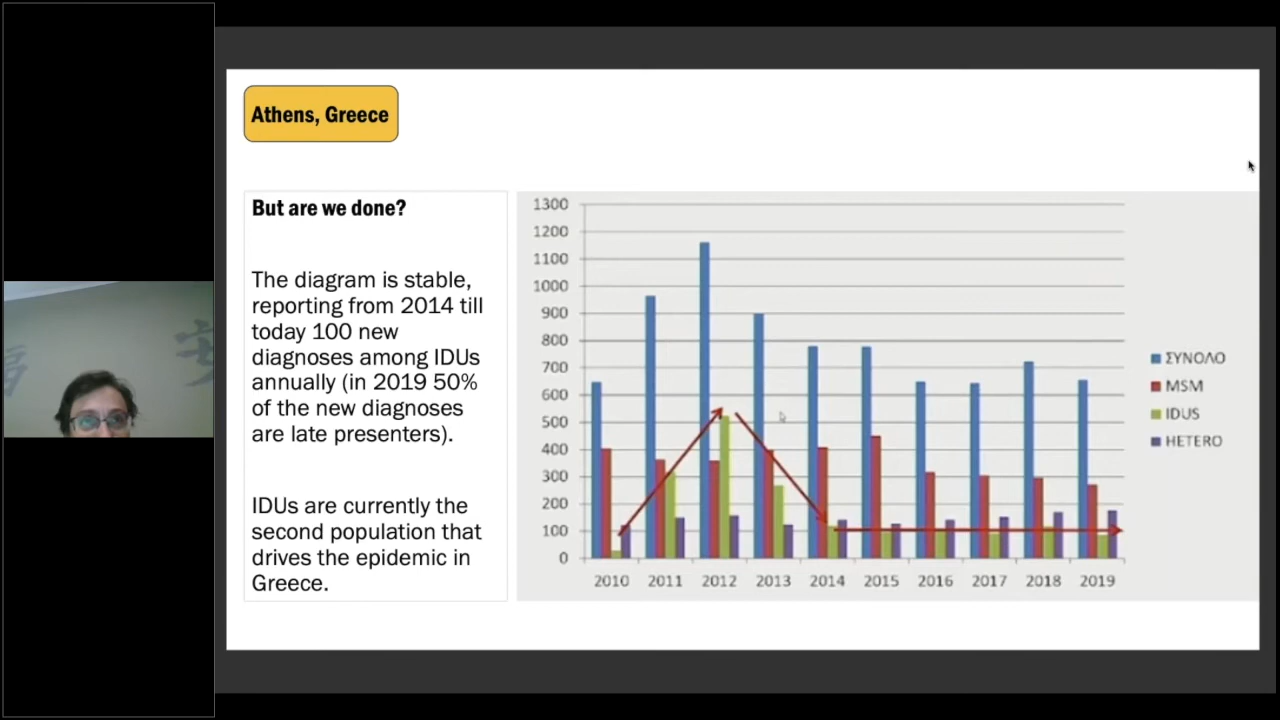 Athens, Greece
But are we done?
The diagram is stable,
reporting from 2014 till
today 100 new
diagnoses among IDUs
annually (in 2019 50%
of the new diagnoses
are late presenters).
IDUs are currently the
second population that
drives the epidemic in
Greece.
1300
1200
1100
1000
900
800
700
600
500
400
300
200
100
0
2010 2011 2012 2013 2014 2015 2016 2017 2018 2019
ΣΥΝΟΛΟ
MSM
IDUS
HETERO